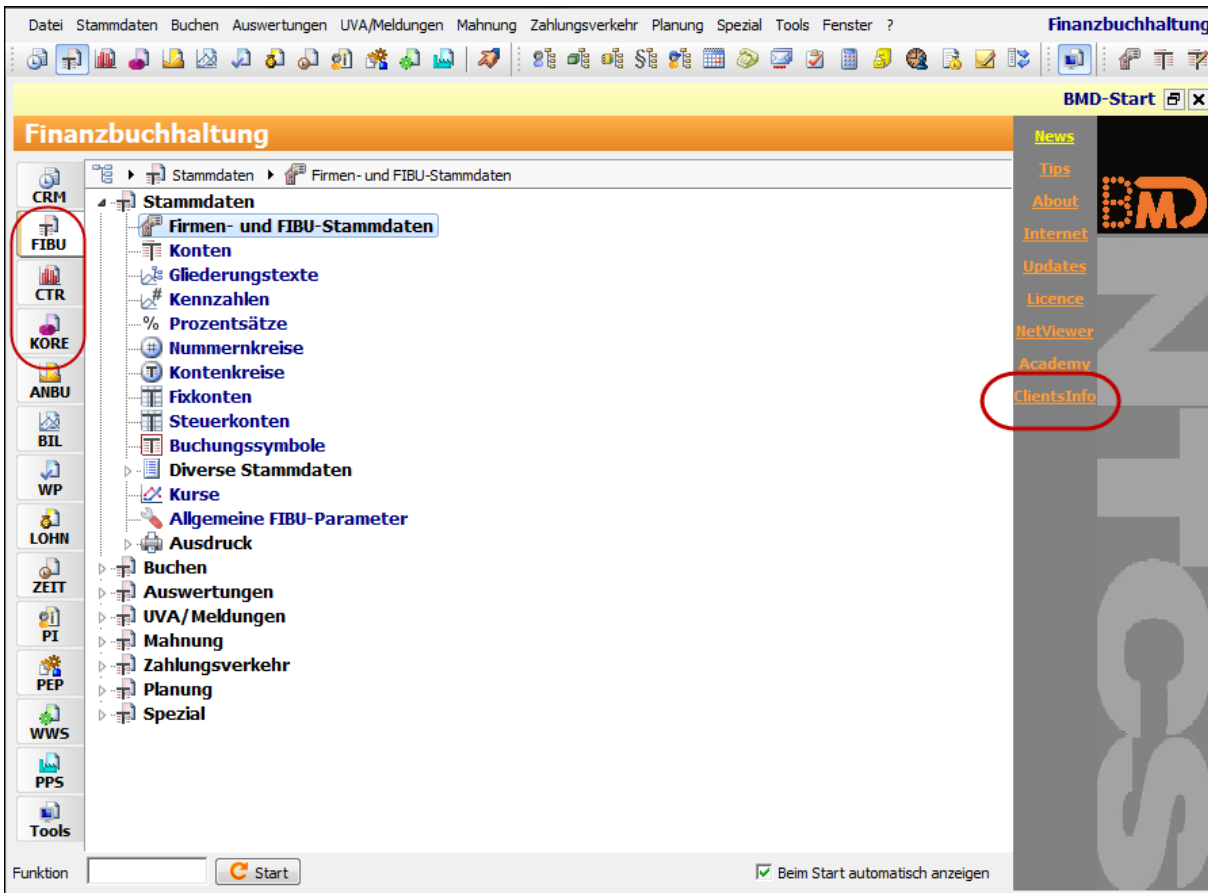 Datei Stammdaten Buchen Auswertungen UVA/Meldungen Mahnung Zahlungsverkehr Planung Spezial Tools Fenster ? Finanzbuchhaltung
BMD-Start
Finanzbuchhaltung
Stammdaten Firmen- und FIBU-Stammdaten
CRM
FIBU
CTR
KORE
ANBU
BIL
WP
LOHN
ZEIT
PI
PEP
WWS
PPS
Tools
Stammdaten
Firmen- und FIBU-Stammdaten
Konten
Gliederungstexte
Kennzahlen
% Prozentsätze
Nummernkreise
Kontenkreise
Fixkonten
Steuerkonten
Buchungssymbole
Diverse Stammdaten
Kurse
Allgemeine FIBU-Parameter
Ausdruck
Buchen
Auswertungen
UVA/Meldungen
Mahnung
Zahlungsverkehr
Planung
Spezial
News
Tips
About
Internet
Updates
Licence
NetViewer
Academy
ClientsInfo
BMD
NTCS
Funktion Start Beim Start automatisch anzeigen